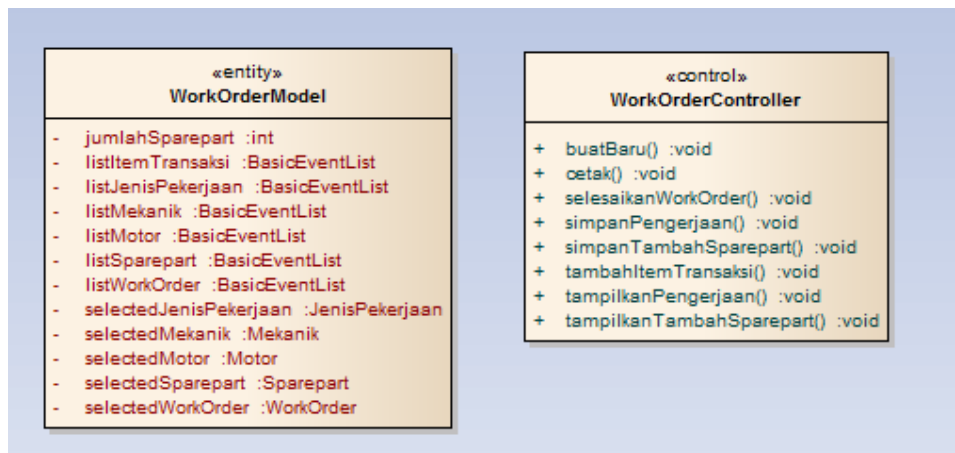 «entity»
WorkOrderModel
- jumlahSparepart :int
- listItemTransaksi :BasicEventList
- listJenisPekerjaan :BasicEventList
- listMekanik :BasicEventList
- listMotor :BasicEventList
- listSparepart :BasicEventList
- listWorkOrder :BasicEventList
- selectedJenisPekerjaan :JenisPekerjaan
- selectedMekanik :Mekanik
- selectedMotor :Motor
- selectedSparepart :Sparepart
- selectedWorkOrder :WorkOrder
«control»
WorkOrderController
+ buatBaru() :void
+ cetak() :void
+ selesaikanWorkOrder() :void
+ simpanPengerjaan() :void
+ simpanTambahSparepart() :void
+ tambahItemTransaksi() :void
+ tampilkanPengerjaan() :void
+ tampilkanTambahSparepart() :void